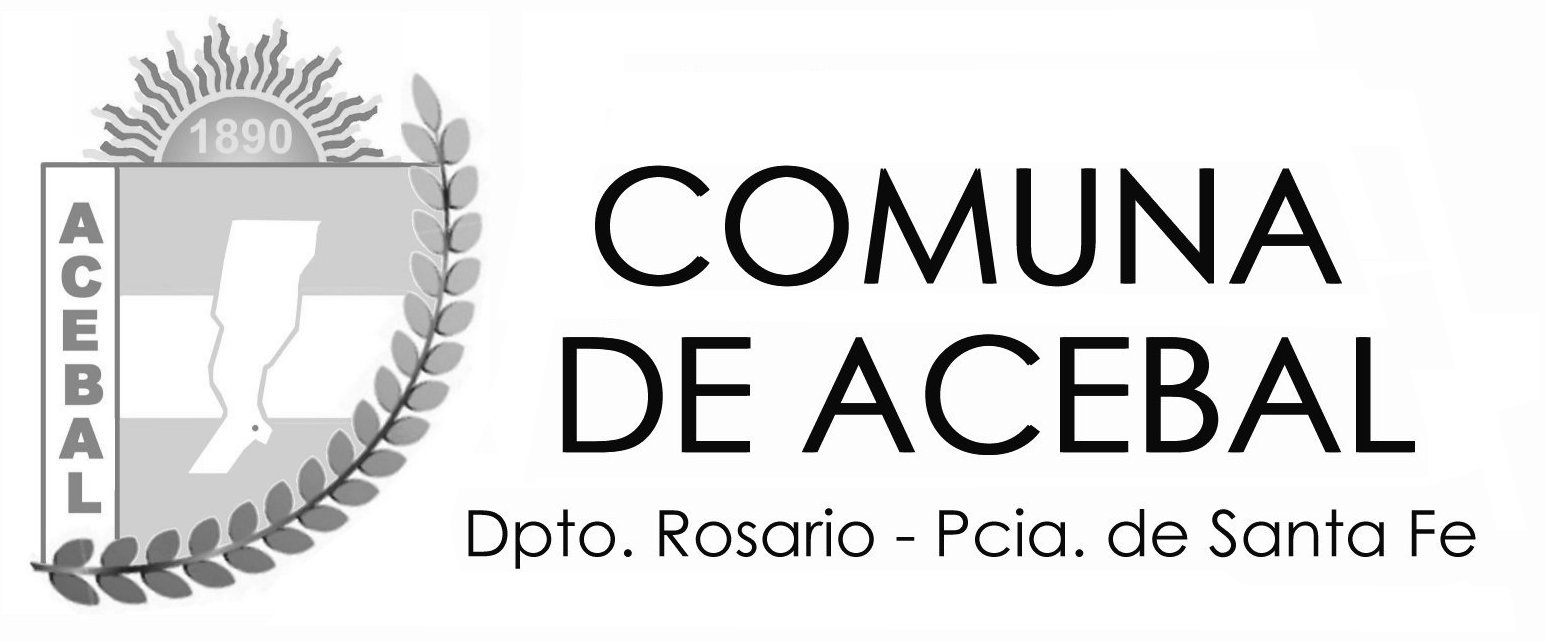 1890
ACEBAL
COMUNA
DE ACEBAL
Dpto. Rosario - Pcia. de Santa Fe